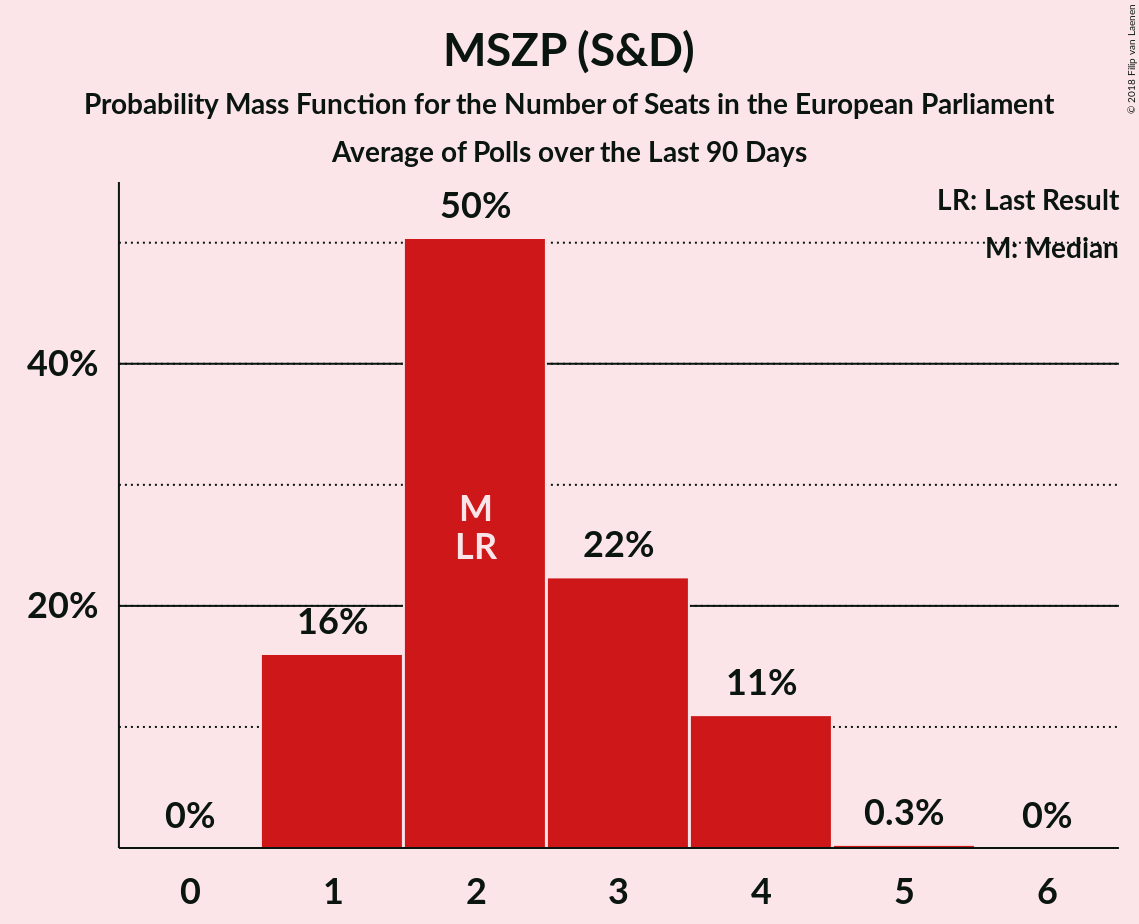 MSZP (S&D)
Probability Mass Function for the Number of Seats in the European Parliament
Average of Polls over the Last 90 Days
© 2018 Filip van Laenen
LR: Last Result
M: Median
50%
40%
M
LR
22%
20%
16%
11%
0%
0.3%
0%
0 1 2 3 4 5 6